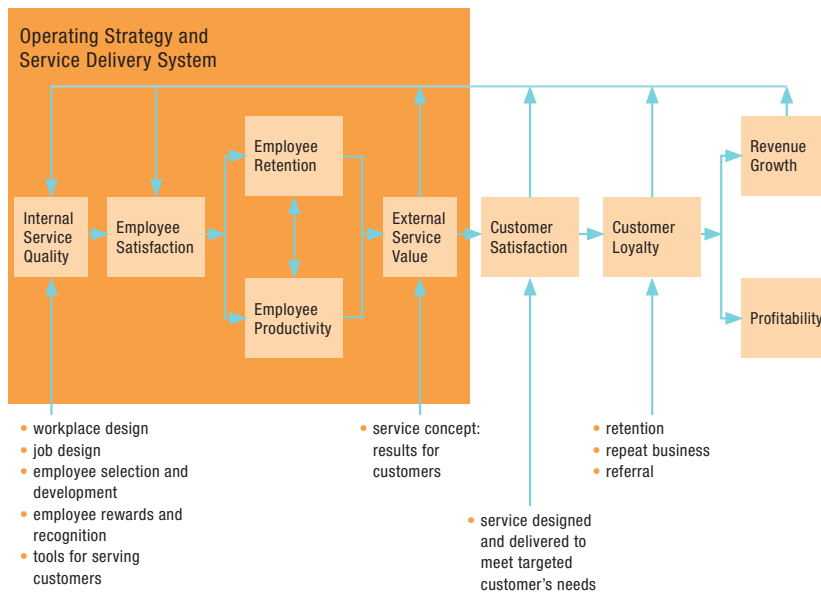 Operating Strategy and
Service Delivery System
Employee
Retention
Revenue
Growth
Internal
Service
Quality
Employee
Satisfaction
External
Service
Value
Customer
Satisfaction
Customer
Loyalty
Employee
Productivity
Profitability
• workplace design
• job design
• employee selection and
development
• employee rewards and
recognition
• tools for serving
customers
• service concept:
results for
customers
• service designed
and delivered to
meet targeted
customer's needs
• retention
• repeat business
• referral